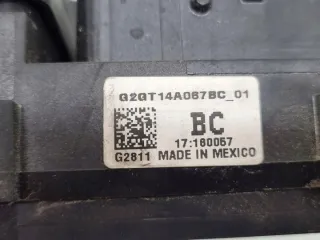 G2GT14A067BC_01
BC
17:160057
G2811 MADE IN MEXICO